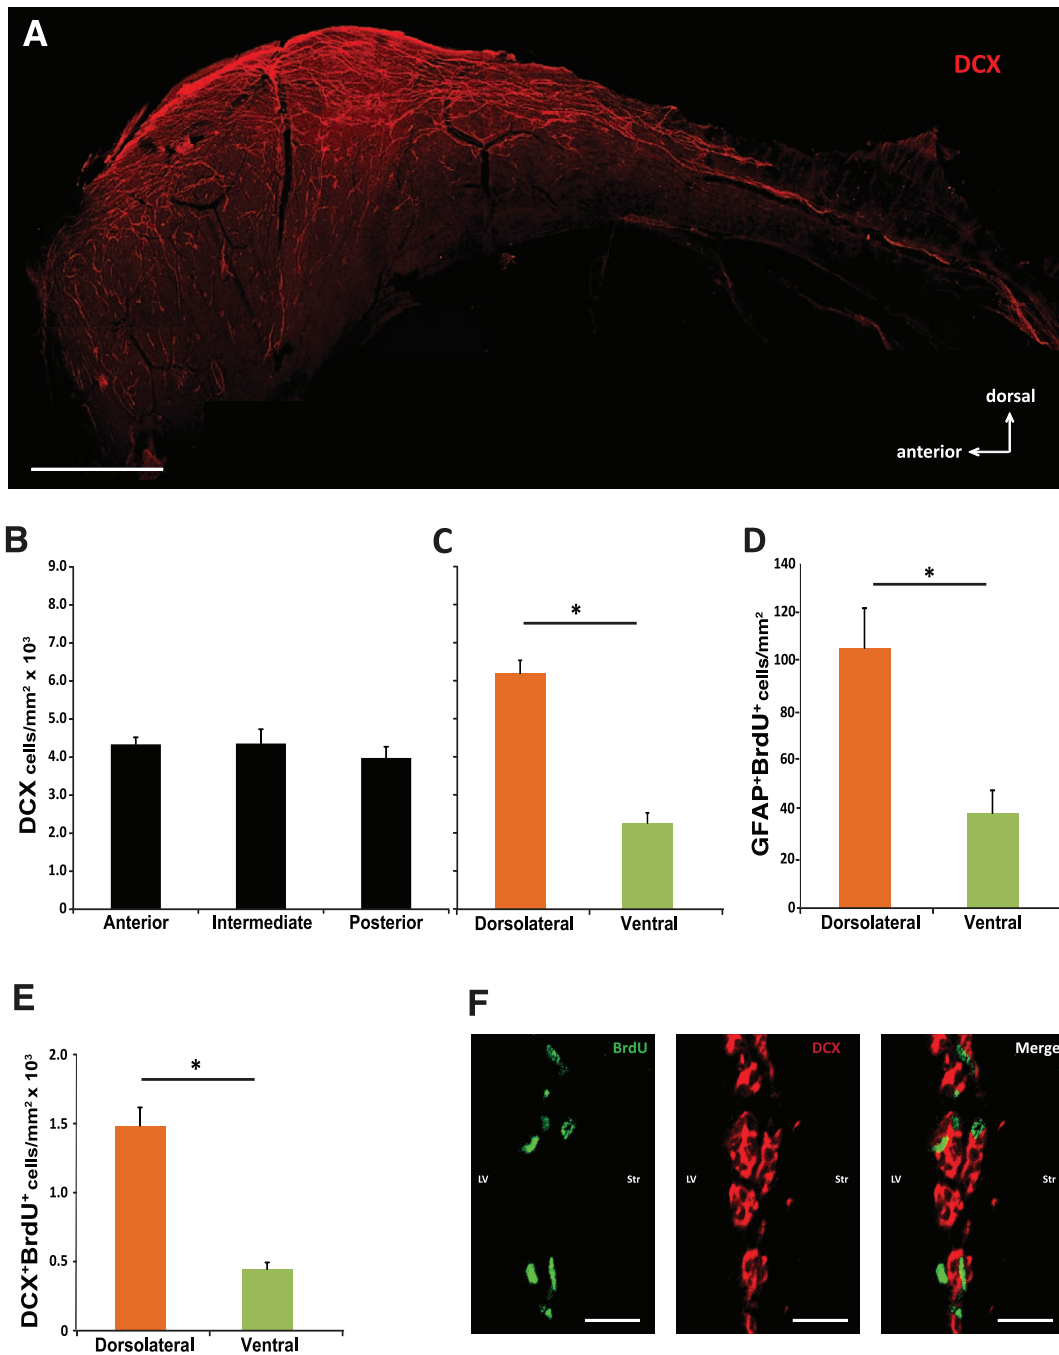 A
DCX
dorsal
anterior
B
DCX cells/mm² x 10³
9.0
8.0
7.0
6.0
5.0
4.0
3.0
2.0
1.0
0
Anterior Intermediate Posterior
C
*
Dorsolateral Ventral
D
GFAP⁺BrdU⁺ cells/mm²
140
120
100
80
60
40
20
0
*
Dorsolateral Ventral
E
DCX⁺BrdU⁺ cells/mm² x 10³
2.0
1.5
1.0
0.5
0
*
Dorsolateral Ventral
F
BrdU
LV Str
DCX
LV Str
Merge
LV Str